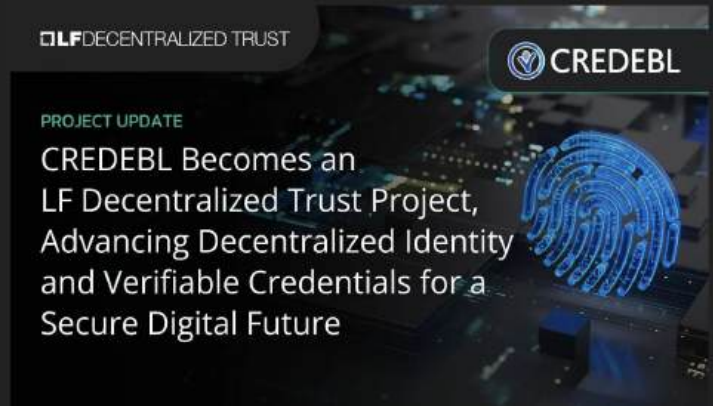 LF DECENTRALIZED TRUST
CREDEBL
PROJECT UPDATE
CREDEBL Becomes an
LF Decentralized Trust Project,
Advancing Decentralized Identity
and Verifiable Credentials for a
Secure Digital Future